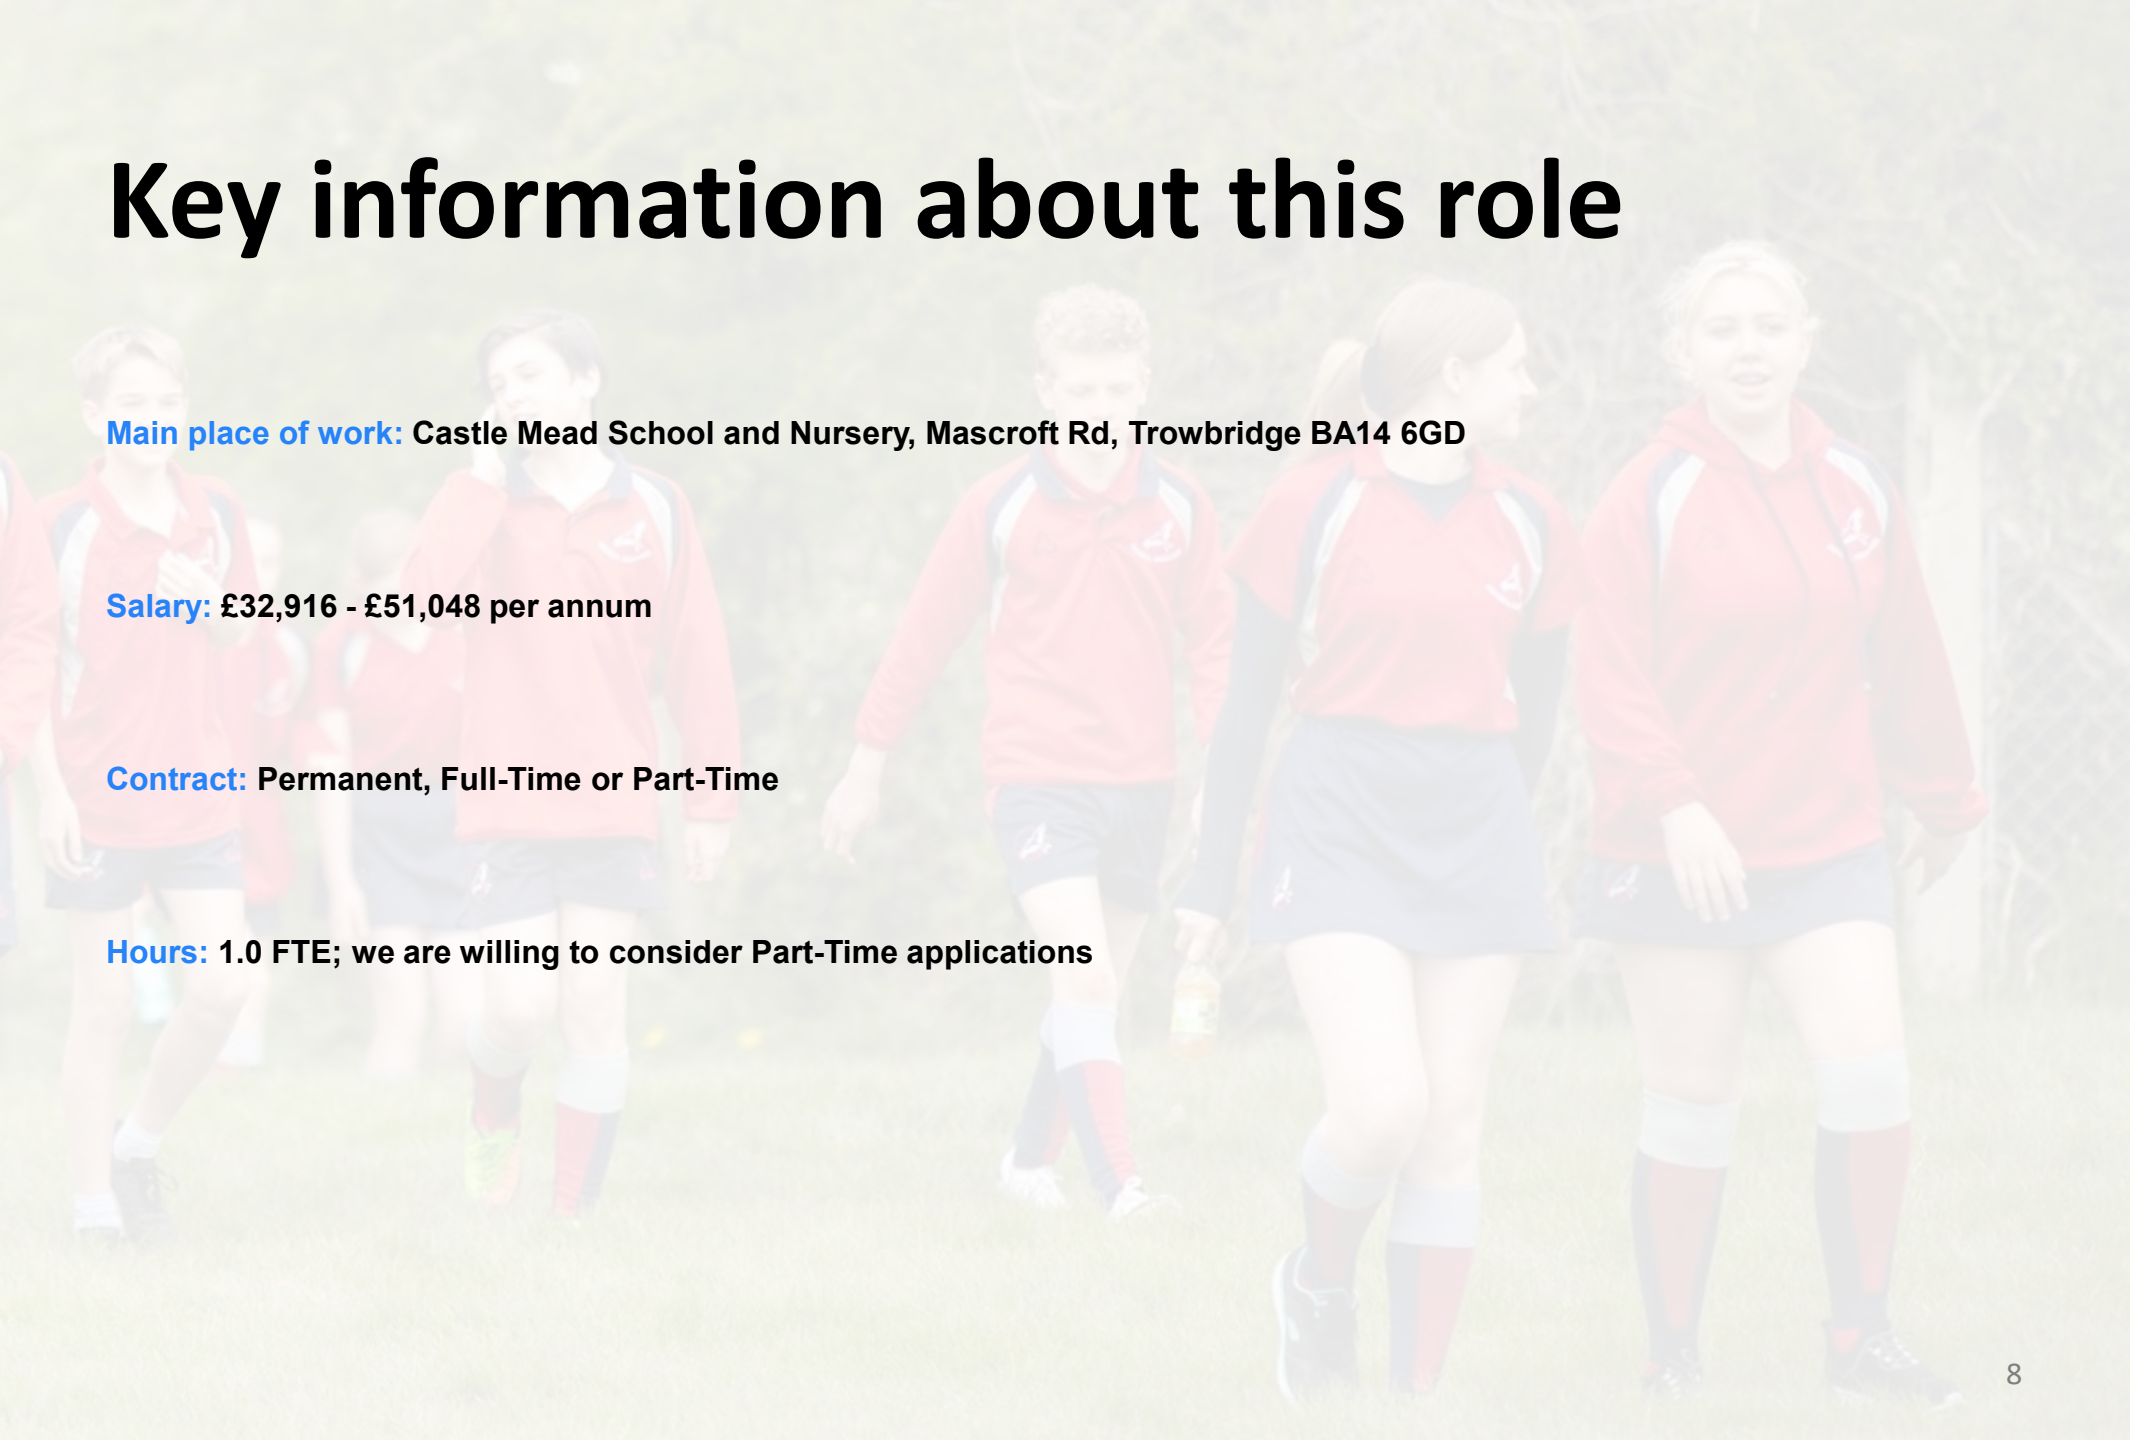 Key information about this role
Main place of work: Castle Mead School and Nursery, Mascroft Rd, Trowbridge BA14 6GD
Salary: £32,916 - £51,048 per annum
Contract: Permanent, Full-Time or Part-Time
Hours: 1.0 FTE; we are willing to consider Part-Time applications
8